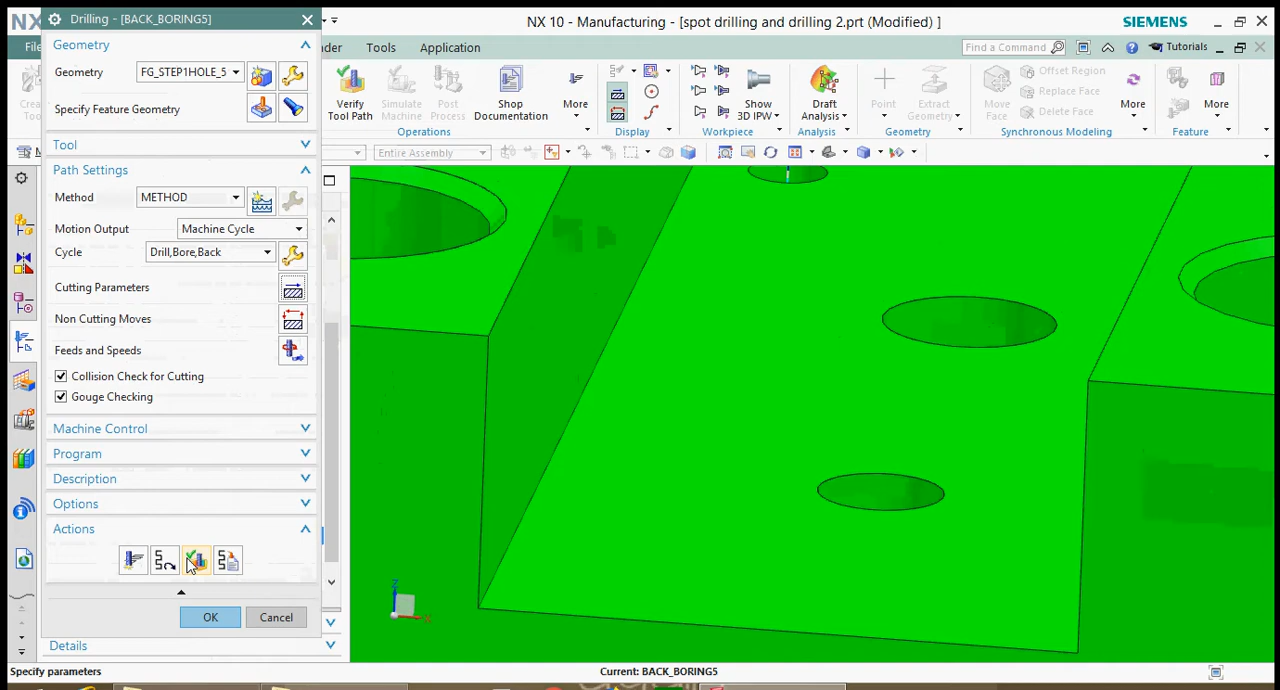 NX
Drilling - [BACK_BORING5]
NX 10 - Manufacturing - [spot drilling and drilling 2.prt (Modified) ]
SIEMENS
Fil
der
Tools
Application
Find a Command
Tutorials
Geometry
Geometry
FG_STEP1HOLE_5
Specify Feature Geometry
Tool
Path Settings
Method
METHOD
Motion Output
Machine Cycle
Cycle
Drill,Bore,Back
Cutting Parameters
Non Cutting Moves
Feeds and Speeds
Collision Check for Cutting
Gouge Checking
Machine Control
Program
Description
Options
Actions
OK
Cancel
Details
Verify Tool Path
Simulate Machine
Post Process
Shop Documentation
More
Operations
Display
Show 3D IPW
Workpiece
Draft Analysis
Analysis
Point
Extract Geometry
Geometry
Move Face
Offset Region
Replace Face
Delete Face
More
Synchronous Modeling
More
Feature
Entire Assembly
Z
X
Specify parameters
Current: BACK_BORING5